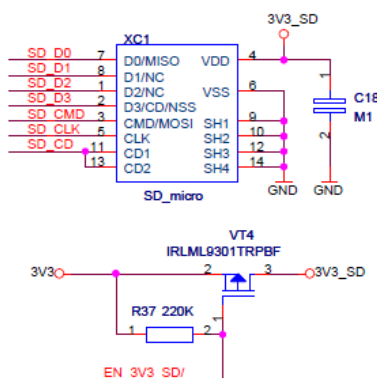 XC1
3V3_SD
SD_D0 7 D0/MISO VDD 4
SD_D1 8 D1/NC
SD_D2 1 D2/NC VSS 6
SD_D3 2 D3/CD/NSS
SD_CMD 3 CMD/MOSI SH1 9
SD_CLK 5 CLK SH2 10
SD_CD 11 CD1 SH3 12
13 CD2 SH4 14
SD_micro
1 C18
2 M1
GND GND
VT4
IRLML9301TRPBF
3V3 2 3 3V3_SD
R37 220K 1
1 2
EN_3V3_SD/